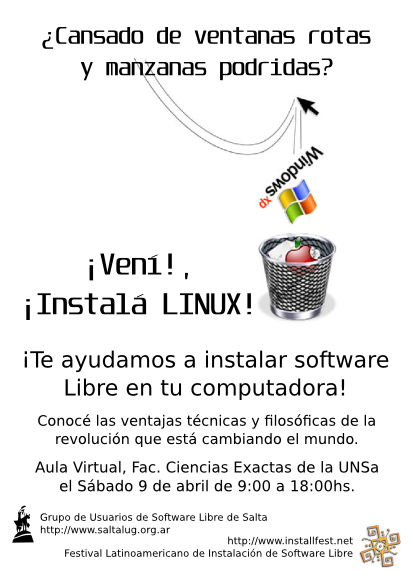 ¿Cansado de ventanas rotas
y manzanas podridas?
Windows
xp
¡Vení!,
¡Instalá LINUX!
¡Te ayudamos a instalar software
Libre en tu computadora!
Conocé las ventajas técnicas y filosóficas de la
revolución que está cambiando el mundo.
Aula Virtual, Fac. Ciencias Exactas de la UNSa
el Sábado 9 de abril de 9:00 a 18:00hs.
Grupo de Usuarios de Software Libre de Salta
http://www.saltalug.org.ar
http://www.installfest.net
Festival Latinoamericano de Instalación de Software Libre